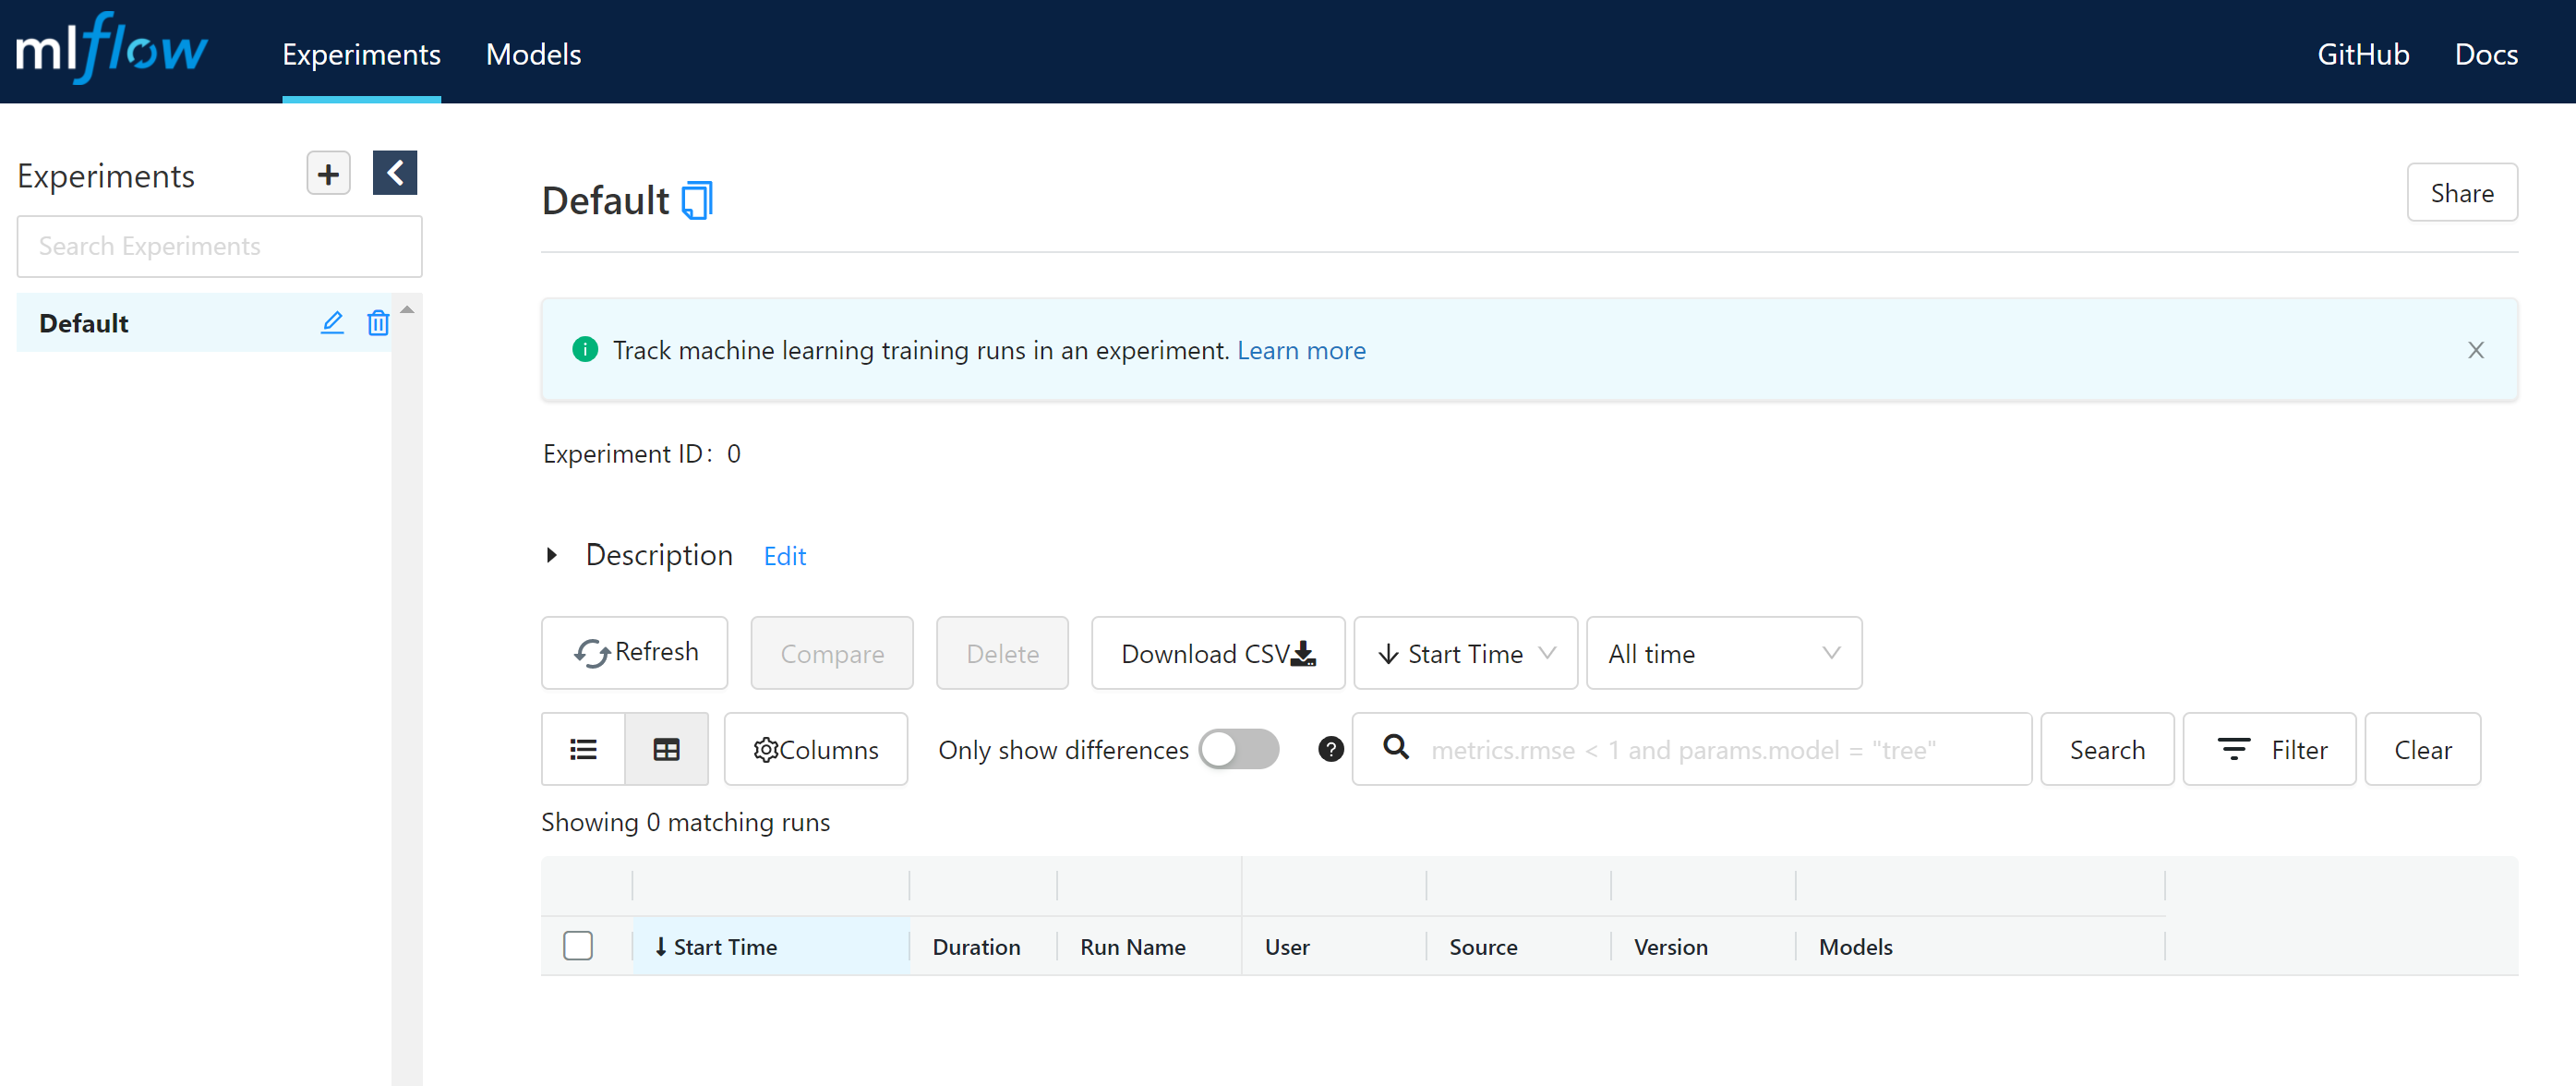 mlflow Experiments Models GitHub Docs
Experiments
Search Experiments
Default
Default
Share
Track machine learning training runs in an experiment. Learn more
Experiment ID: 0
Description Edit
Refresh Compare Delete Download CSV Start Time All time
Columns Only show differences metrics.rmse < 1 and params.model = "tree" Search Filter Clear
Showing 0 matching runs
Start Time Duration Run Name User Source Version Models